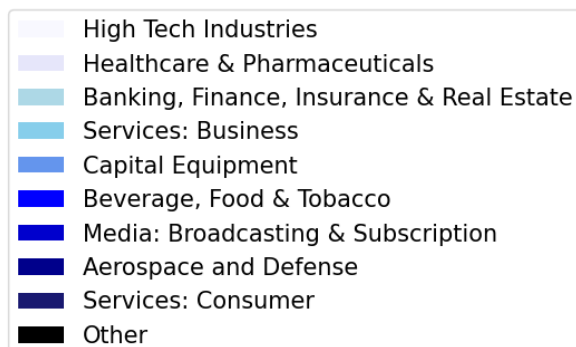 High Tech Industries
Healthcare & Pharmaceuticals
Banking, Finance, Insurance & Real Estate
Services: Business
Capital Equipment
Beverage, Food & Tobacco
Media: Broadcasting & Subscription
Aerospace and Defense
Services: Consumer
Other